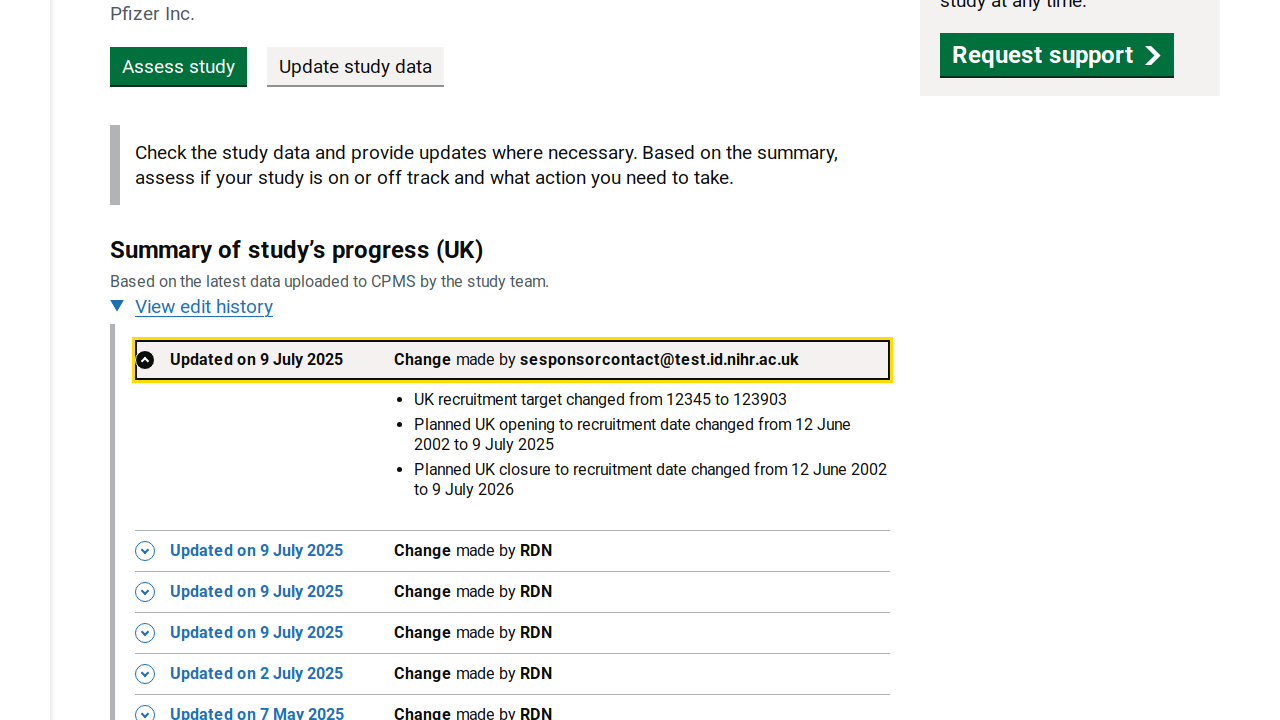 Pfizer Inc.
study at any time.
Assess study
Update study data
Request support
Check the study data and provide updates where necessary. Based on the summary,
assess if your study is on or off track and what action you need to take.
Summary of study’s progress (UK)
Based on the latest data uploaded to CPMS by the study team.
View edit history
Updated on 9 July 2025 Change made by sesponsorcontact@test.id.nihr.ac.uk
UK recruitment target changed from 12345 to 123903
Planned UK opening to recruitment date changed from 12 June
2002 to 9 July 2025
Planned UK closure to recruitment date changed from 12 June 2002
to 9 July 2026
Updated on 9 July 2025 Change made by RDN
Updated on 9 July 2025 Change made by RDN
Updated on 9 July 2025 Change made by RDN
Updated on 2 July 2025 Change made by RDN
Updated on 7 May 2025 Change made by RDN